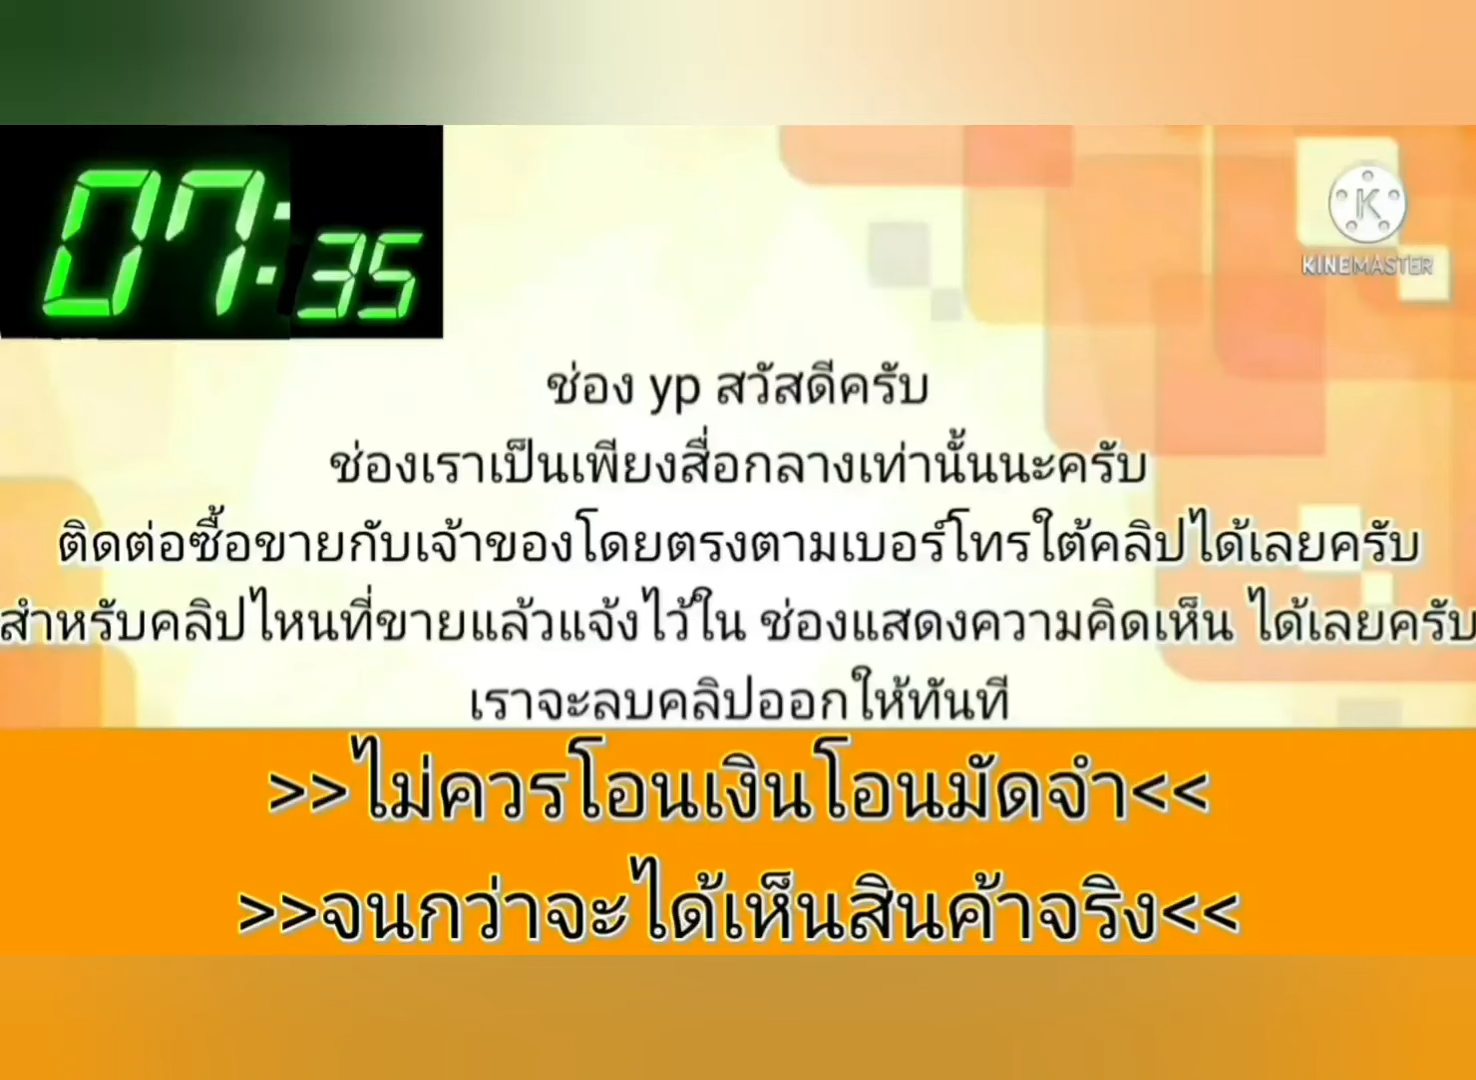 07:35
KINEMASTER
ช่อง yp สวัสดีครับ
ช่องเราเป็นเพียงสื่อกลางเท่านั้นนะครับ
ติดต่อซื้อขายกับเจ้าของโดยตรงตามเบอร์โทรใต้คลิปได้เลยครับ
สำหรับคลิปไหนที่ขายแล้วแจ้งไว้ใน ช่องแสดงความคิดเห็น ได้เลยครับ
เราจะลบคลิปออกให้ทันที
>>ไม่ควรโอนเงินโอนมัดจำ<<
>>จนกว่าจะได้เห็นสินค้าจริง<<